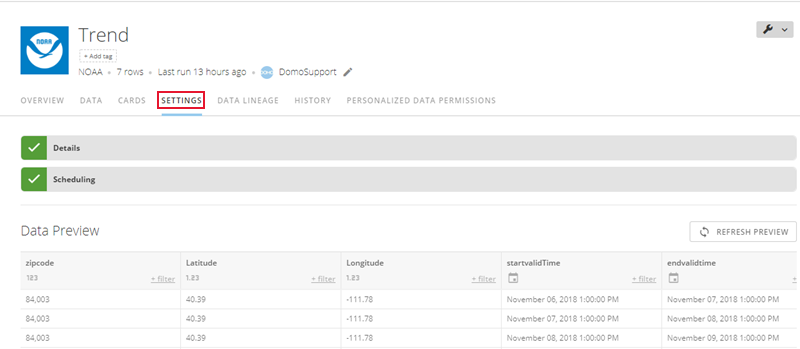 NOAA
Trend
+ Add tag
NOAA • 7 rows • Last run 13 hours ago • DomoSupport
OVERVIEW DATA CARDS SETTINGS DATA LINEAGE HISTORY PERSONALIZED DATA PERMISSIONS
Details
Scheduling
Data Preview REFRESH PREVIEW
zipcode Latitude Longitude startvalidTime endvalidtime
123 + filter 1.23 + filter 1.23 + filter + filter + filter
84,003 40.39 -111.78 November 06, 2018 1:00:00 PM November 07, 2018 1:00:00 PM
84,003 40.39 -111.78 November 07, 2018 1:00:00 PM November 08, 2018 1:00:00 PM
84,003 40.39 -111.78 November 08, 2018 1:00:00 PM November 09, 2018 1:00:00 PM